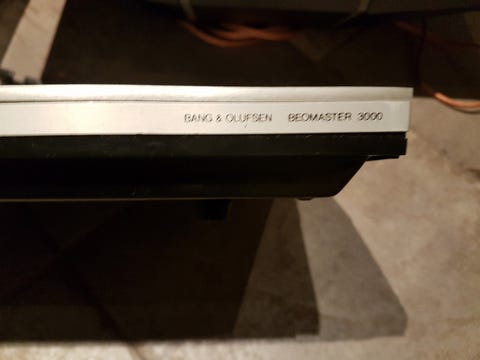 BANG & OLUFSEN BEOMASTER 3000